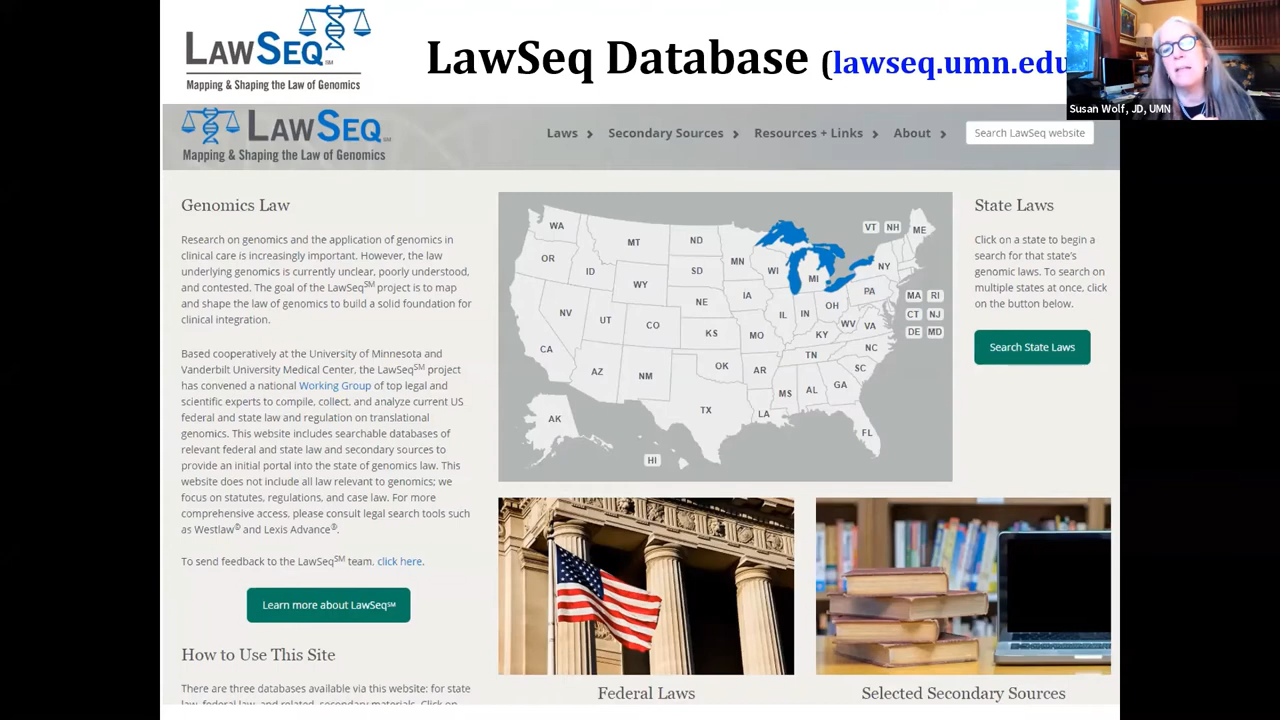 LAWSEQ SM
Mapping & Shaping the Law of Genomics
LawSeq Database (lawseq.umn.edu
Susan Wolf, JD, UMN
LAWSEQ SM
Mapping & Shaping the Law of Genomics
Laws
Secondary Sources
Resources + Links
About
Search LawSeq website
Genomics Law
Research on genomics and the application of genomics in
clinical care is increasingly important. However, the law
underlying genomics is currently unclear, poorly understood,
and contested. The goal of the LawSeqSM project is to map
and shape the law of genomics to build a solid foundation for
clinical integration.
Based cooperatively at the University of Minnesota and
Vanderbilt University Medical Center, the LawSeqSM project
has convened a national Working Group of top legal and
scientific experts to compile, collect, and analyze current US
federal and state law and regulation on translational
genomics. This website includes searchable databases of
relevant federal and state law and secondary sources to
provide an initial portal into the state of genomics law. This
website does not include all law relevant to genomics; we
focus on statutes, regulations, and case law. For more
comprehensive access, please consult legal search tools such
as Westlaw® and Lexis Advance®.
To send feedback to the LawSeqSM team, click here.
Learn more about LawSeqSM
How to Use This Site
There are three databases available via this website: for state
law, federal law, and related, secondary materials. Click on
WA
MT
ND
MN
VT
NH
ME
OR
ID
SD
WI
MI
NY
WY
IA
PA
MA
RI
NE
NV
UT
CO
IL
IN
OH
WV
VA
CT
NJ
KS
MO
KY
DE
MD
CA
AZ
NM
OK
AR
TN
NC
SC
MS
AL
GA
TX
LA
AK
FL
HI
State Laws
Click on a state to begin a
search for that state's
genomic laws. To search on
multiple states at once, click
on the button below.
Search State Laws
Federal Laws
Selected Secondary Sources